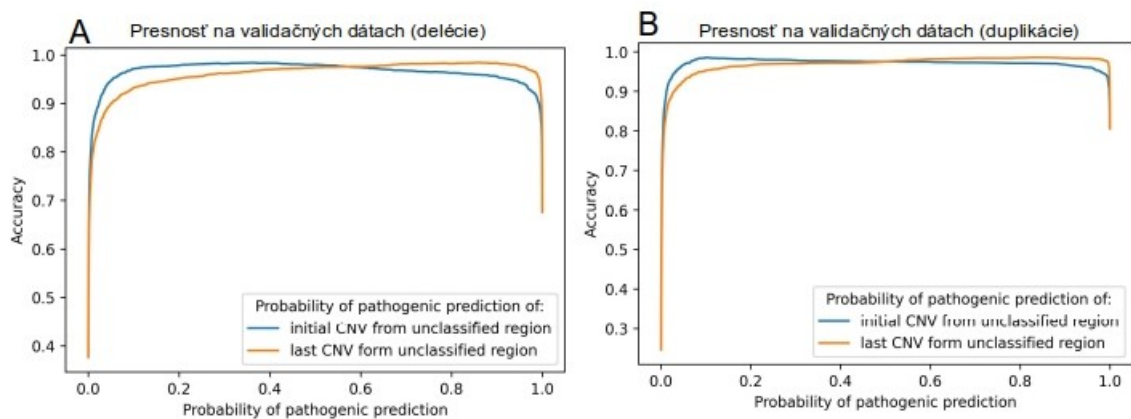 A
Presnosť na validačných dátach (delécie)
1.0
0.9
0.8
0.7
0.6
0.5
0.4
Accuracy
Probability of pathogenic prediction of:
initial CNV from unclassified region
last CNV form unclassified region
0.0 0.2 0.4 0.6 0.8 1.0
Probability of pathogenic prediction
B
Presnosť na validačných dátach (duplikácie)
1.0
0.9
0.8
0.7
0.6
0.5
0.4
0.3
Accuracy
Probability of pathogenic prediction of:
initial CNV from unclassified region
last CNV form unclassified region
0.0 0.2 0.4 0.6 0.8 1.0
Probability of pathogenic prediction